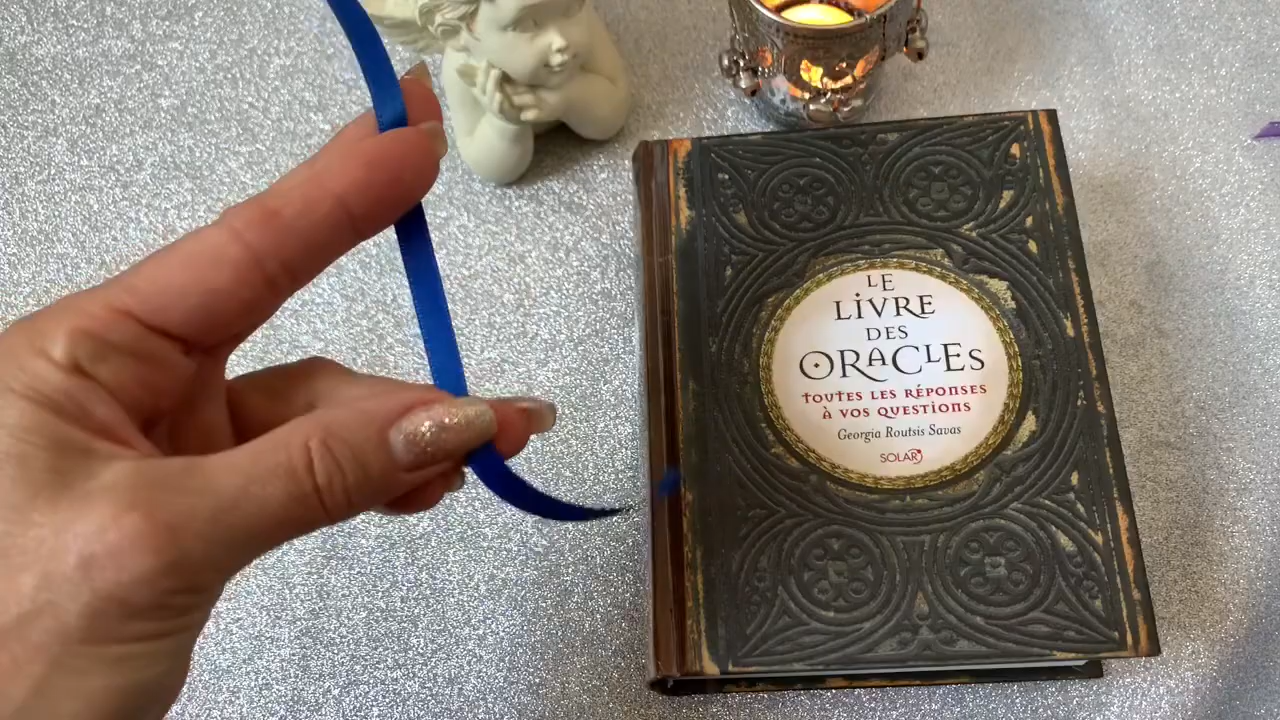 LE
LIVRE
DES
ORACLES
TOUTES LES RÉPONSES
À VOS QUESTIONS
Georgia Routsis Savas
SOLAR